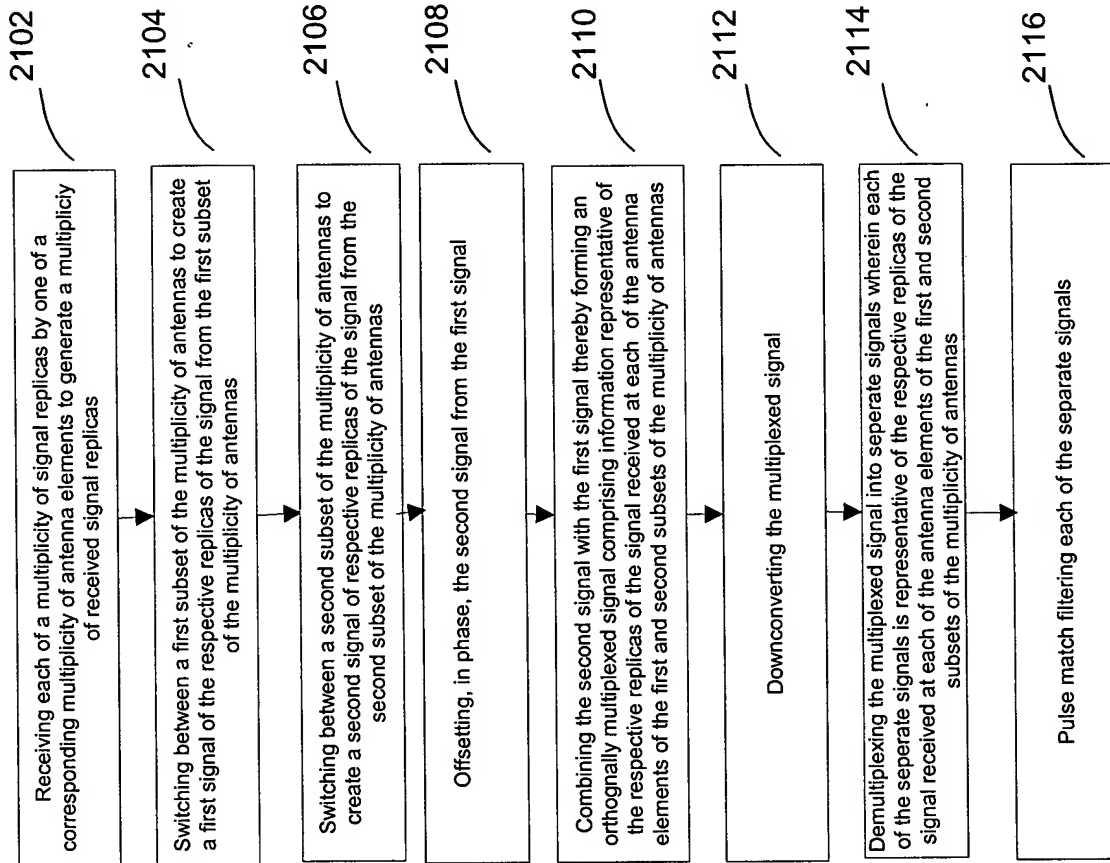 2102
Receiving each of a multiplicity of signal replicas by one of a
corresponding multiplicity of antenna elements to generate a multipliciy
of received signal replicas
2104
Switching between a first subset of the multiplicity of antennas to create
a first signal of the respective replicas of the signal from the first subset
of the multiplicity of antennas
2106
Switching between a second subset of the multiplicity of antennas to
create a second signal of respective replicas of the signal from the
second subset of the multiplicity of antennas
2108
Offsetting, in phase, the second signal from the first signal
2110
Combining the second signal with the first signal thereby forming an
orthognally multiplexed signal comprising information representative of
the respective replicas of the signal received at each of the antenna
elements of the first and second subsets of the multiplicity of antennas
2112
Downconverting the multiplexed signal
2114
Demultiplexing the multiplexed signal into seperate signals wherein each
of the seperate signals is representative of the respective replicas of the
signal received at each of the antenna elements of the first and second
subsets of the multiplicity of antennas
2116
Pulse match filtering each of the separate signals